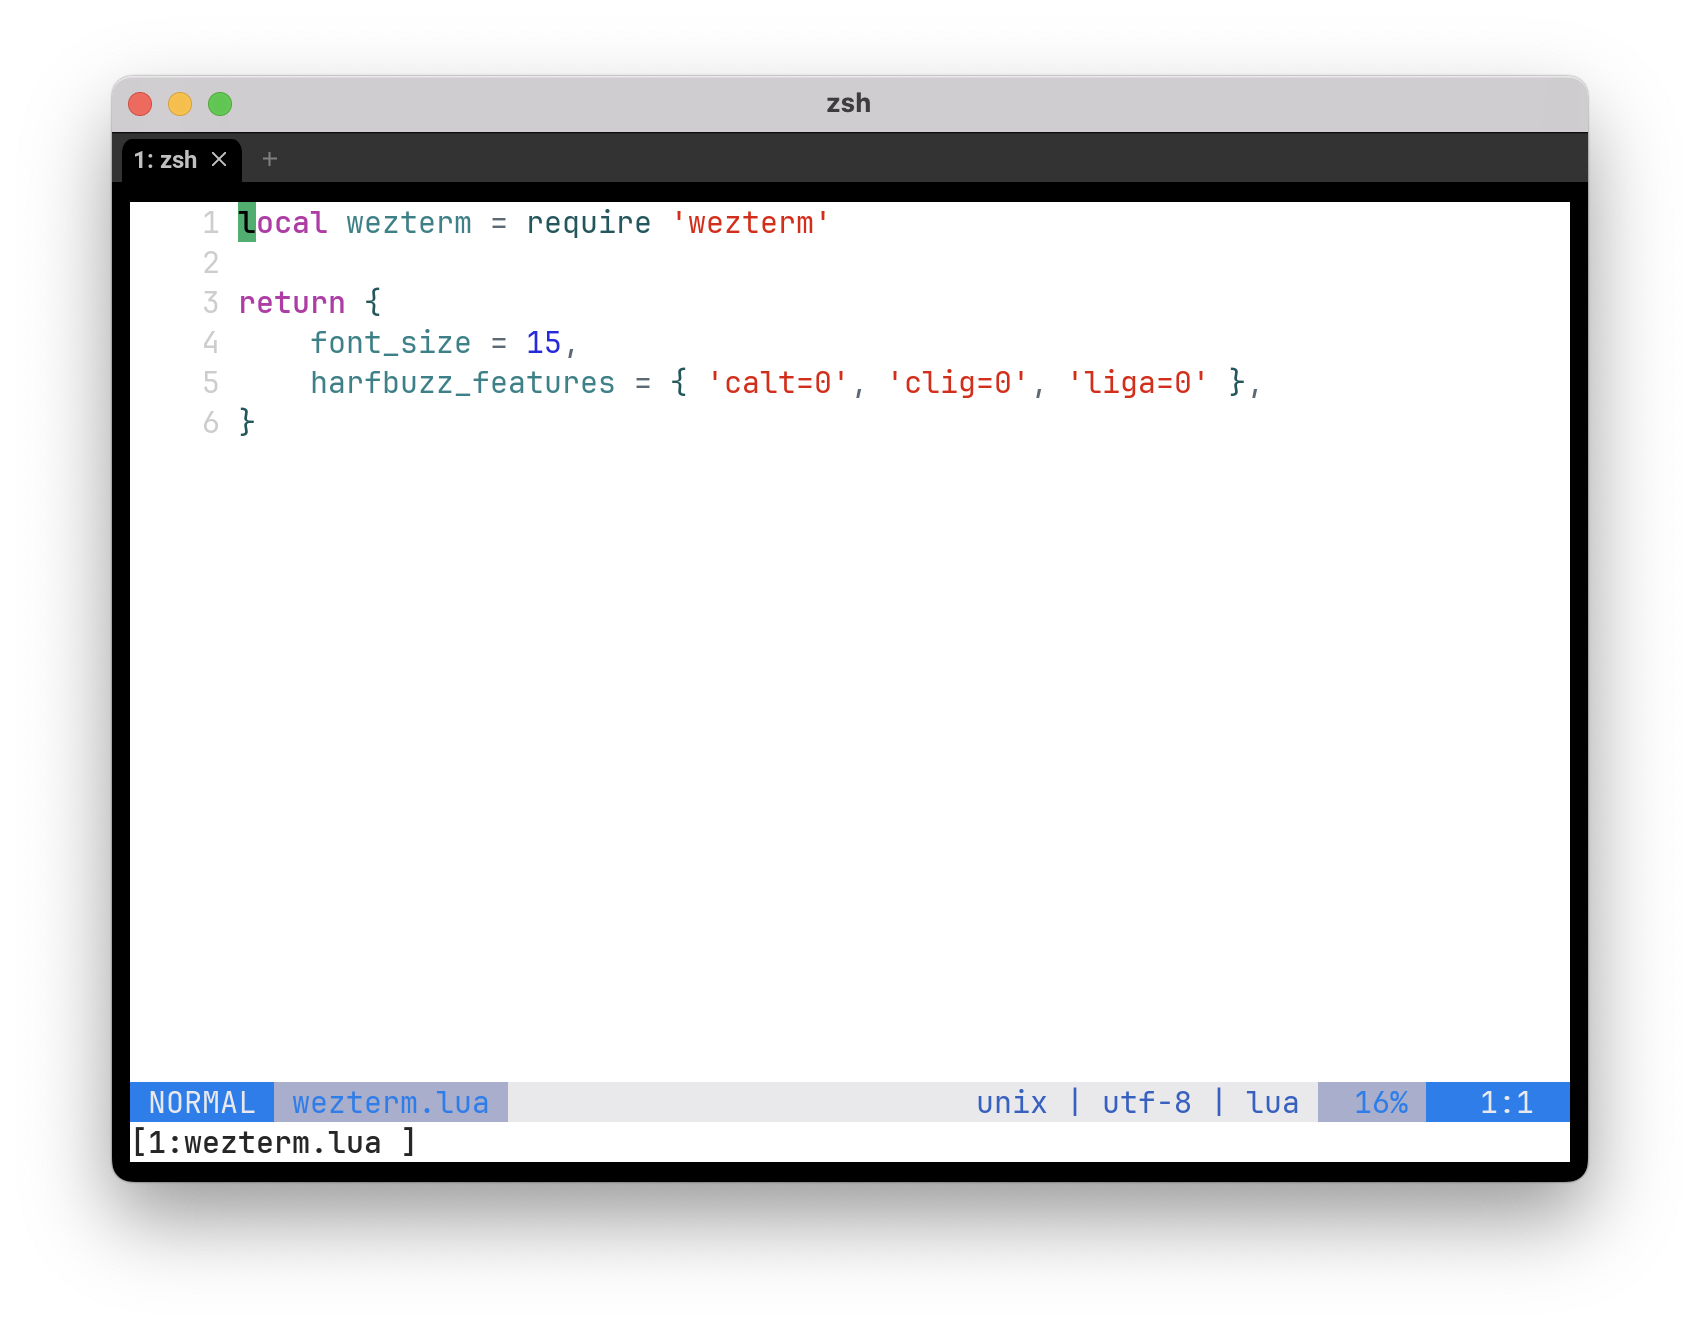 zsh
1: zsh × +
1 local wezterm = require 'wezterm'
2
3 return {
4     font_size = 15,
5     harfbuzz_features = { 'calt=0', 'clig=0', 'liga=0' },
6 }
NORMAL wezterm.lua unix | utf-8 | lua 16% 1:1
[1:wezterm.lua ]